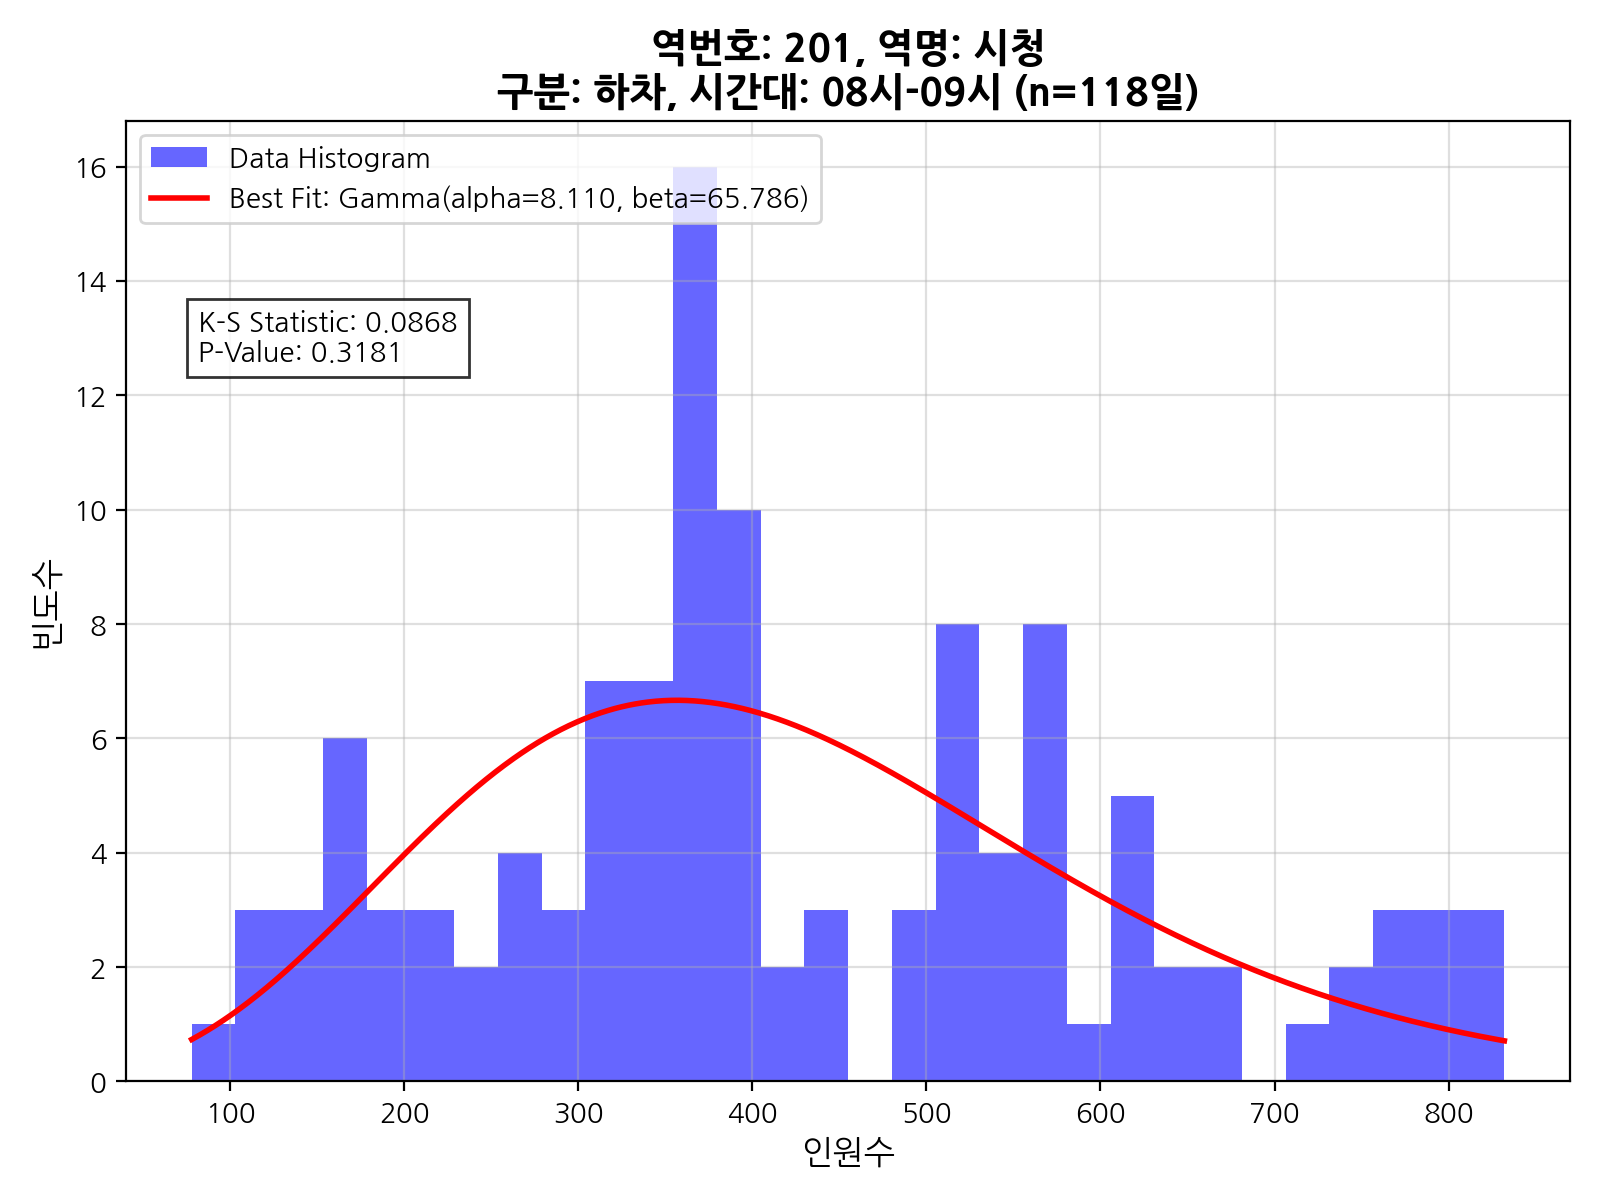 역번호: 201, 역명: 시청
구분: 하차, 시간대: 08시-09시 (n=118일)
Data Histogram
Best Fit: Gamma(alpha=8.110, beta=65.786)
K-S Statistic: 0.0868
P-Value: 0.3181
빈도수
16
14
12
10
8
6
4
2
0
100 200 300 400 500 600 700 800
인원수